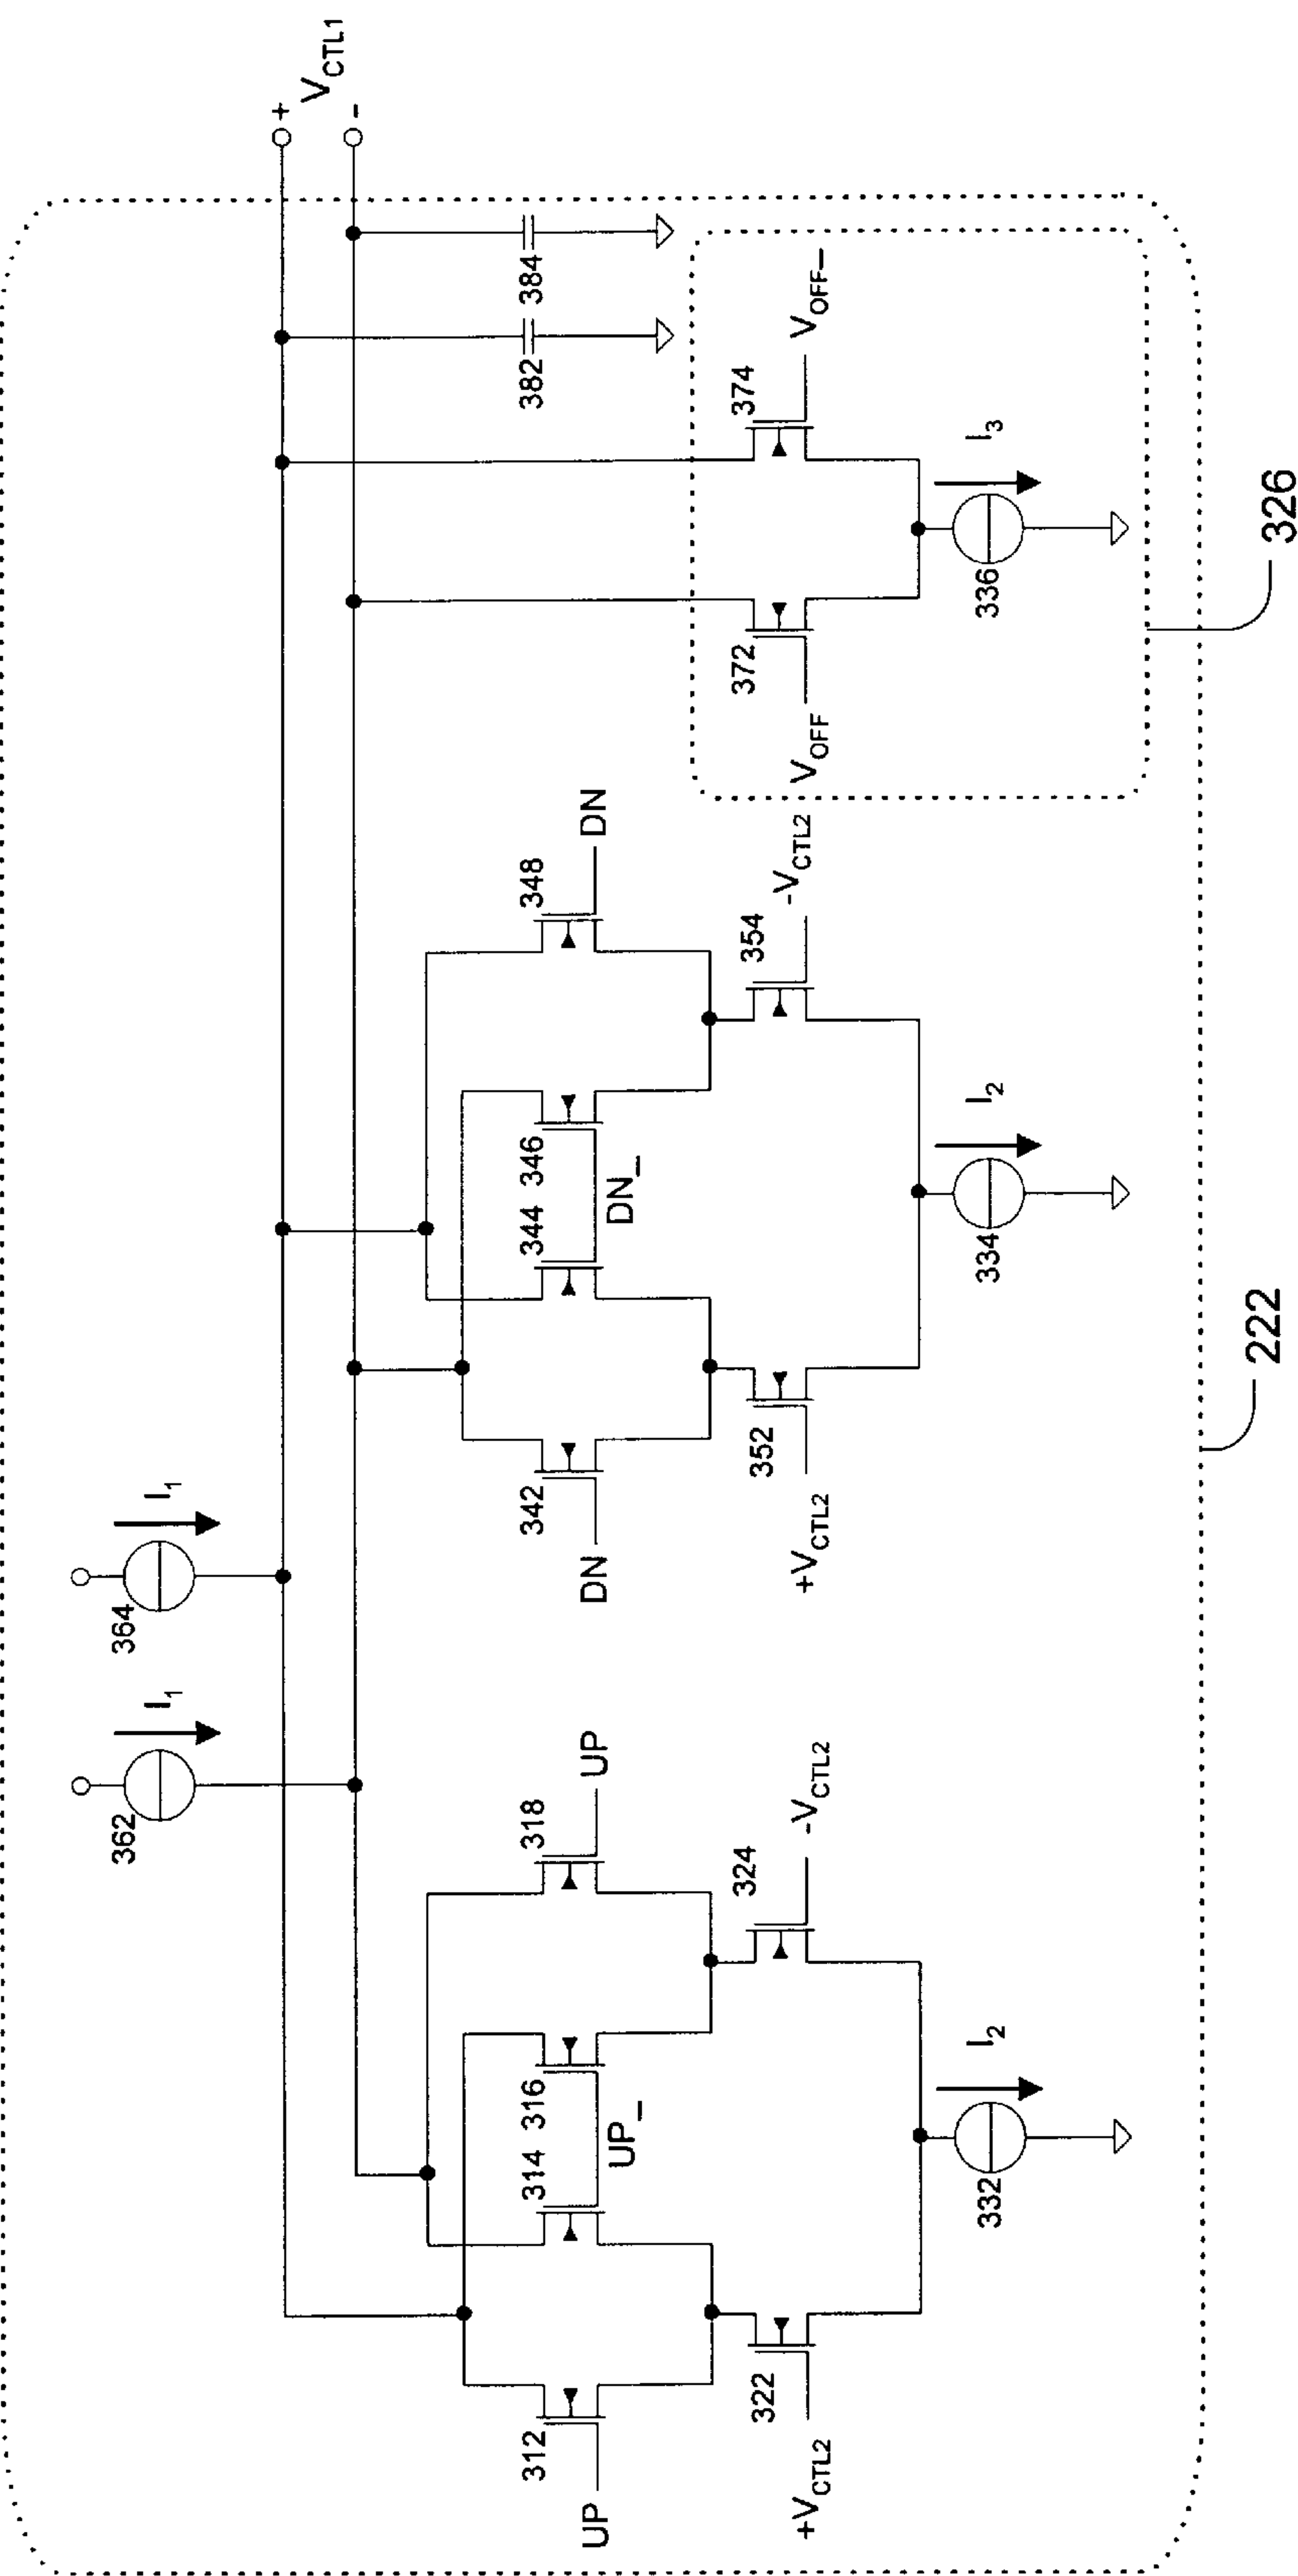 362
I1
364
I1
+
VCTL1
-
UP
312
314
316
UP_
318
UP
DN
342
344
346
DN_
348
DN
382
384
+VCTL2
322
324
-VCTL2
+VCTL2
352
354
-VCTL2
VOFF
372
374
VOFF_
332
I2
334
I2
336
I3
222
326